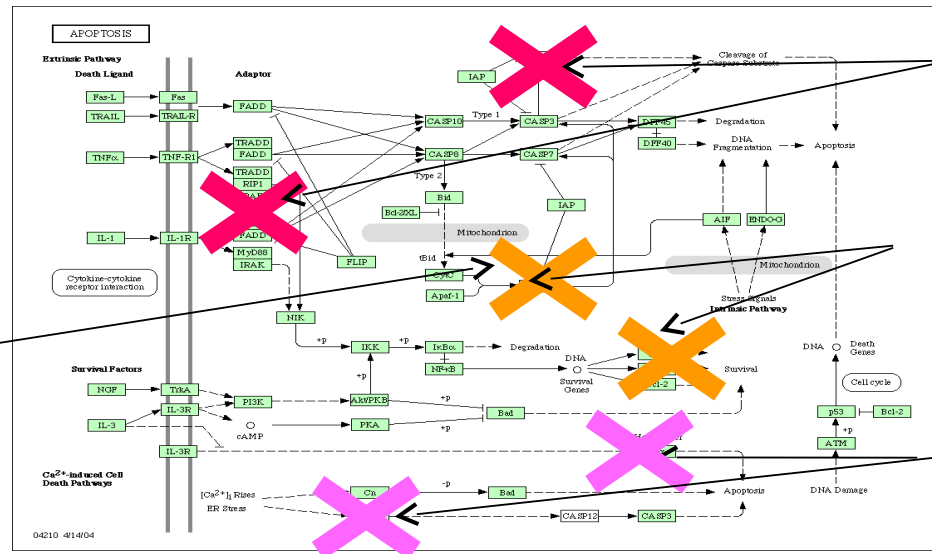 APOPTOSIS
Extrinsic Pathway
Death Ligand
Adaptor
Cleavage of
Caspase Substrate
IAP
Fas-L
Fas
FADD
TRAIL
TRAIL-R
CASP10
Type 1
CASP3
DFF45
Degradation
TNFα
TNF-R1
TRADD
FADD
CASP8
CASP7
DFF40
DNA
Fragmentation
Apoptosis
TRADD
RIP1
Type 2
Bid
Bcl-2/XL
IAP
AIF
ENDO-G
IL-1
IL-1R
FADD
MyD88
IRAK
FLIP
Mitochondrion
tBid
CytC
Mitochondrion
Cytokine-cytokine
receptor interaction
Apaf-1
Stress Signals
Intrinsic Pathway
NIK
+p
IKK
+p
IκBα
Degradation
NFκB
DNA
Survival
Genes
Survival
Bcl-2
DNA
Death
Genes
Survival Factors
NGF
TrkA
PI3K
Akt/PKB
+p
+p
Cell cycle
IL-3
IL-3R
cAMP
PKA
+p
Bad
p53
Bcl-2
+p
IL-3R
ATM
Ca2+-induced Cell
Death Pathways
[Ca2+]i Rises
ER Stress
Cn
-p
Bad
Apoptosis
DNA Damage
CASP12
CASP3
04210 4/14/04